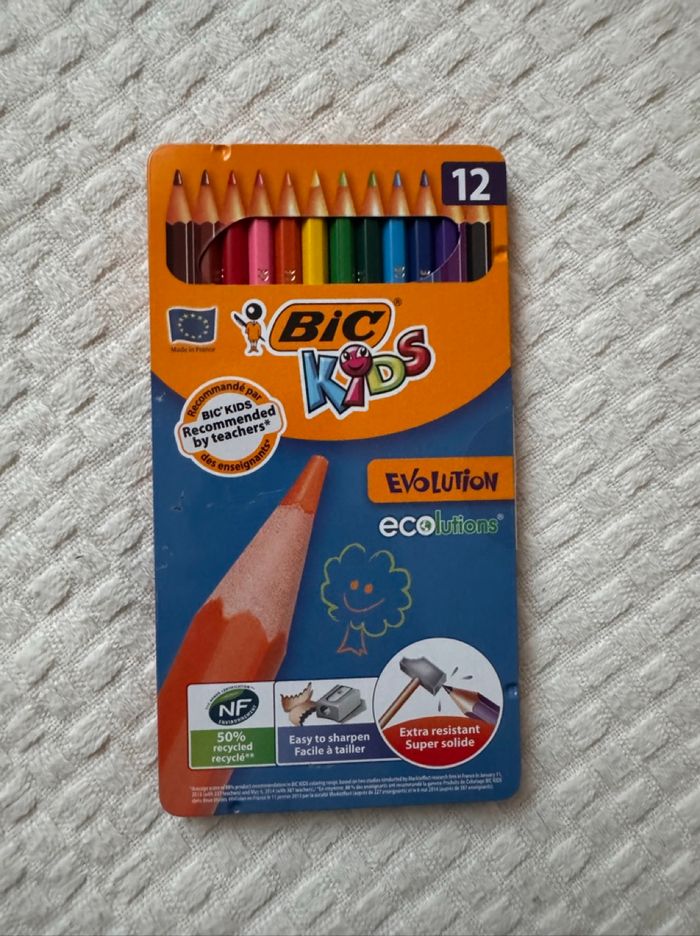 12
BiC®
KiDS
Made in France
Recommandé par
BIC® KIDS
Recommended
by teachers*
des enseignants*
EVOLUTION
ecolutions®
NF
ENVIRONNEMENT
50%
recycled
recyclé**
Easy to sharpen
Facile à tailler
Extra resistant
Super solide